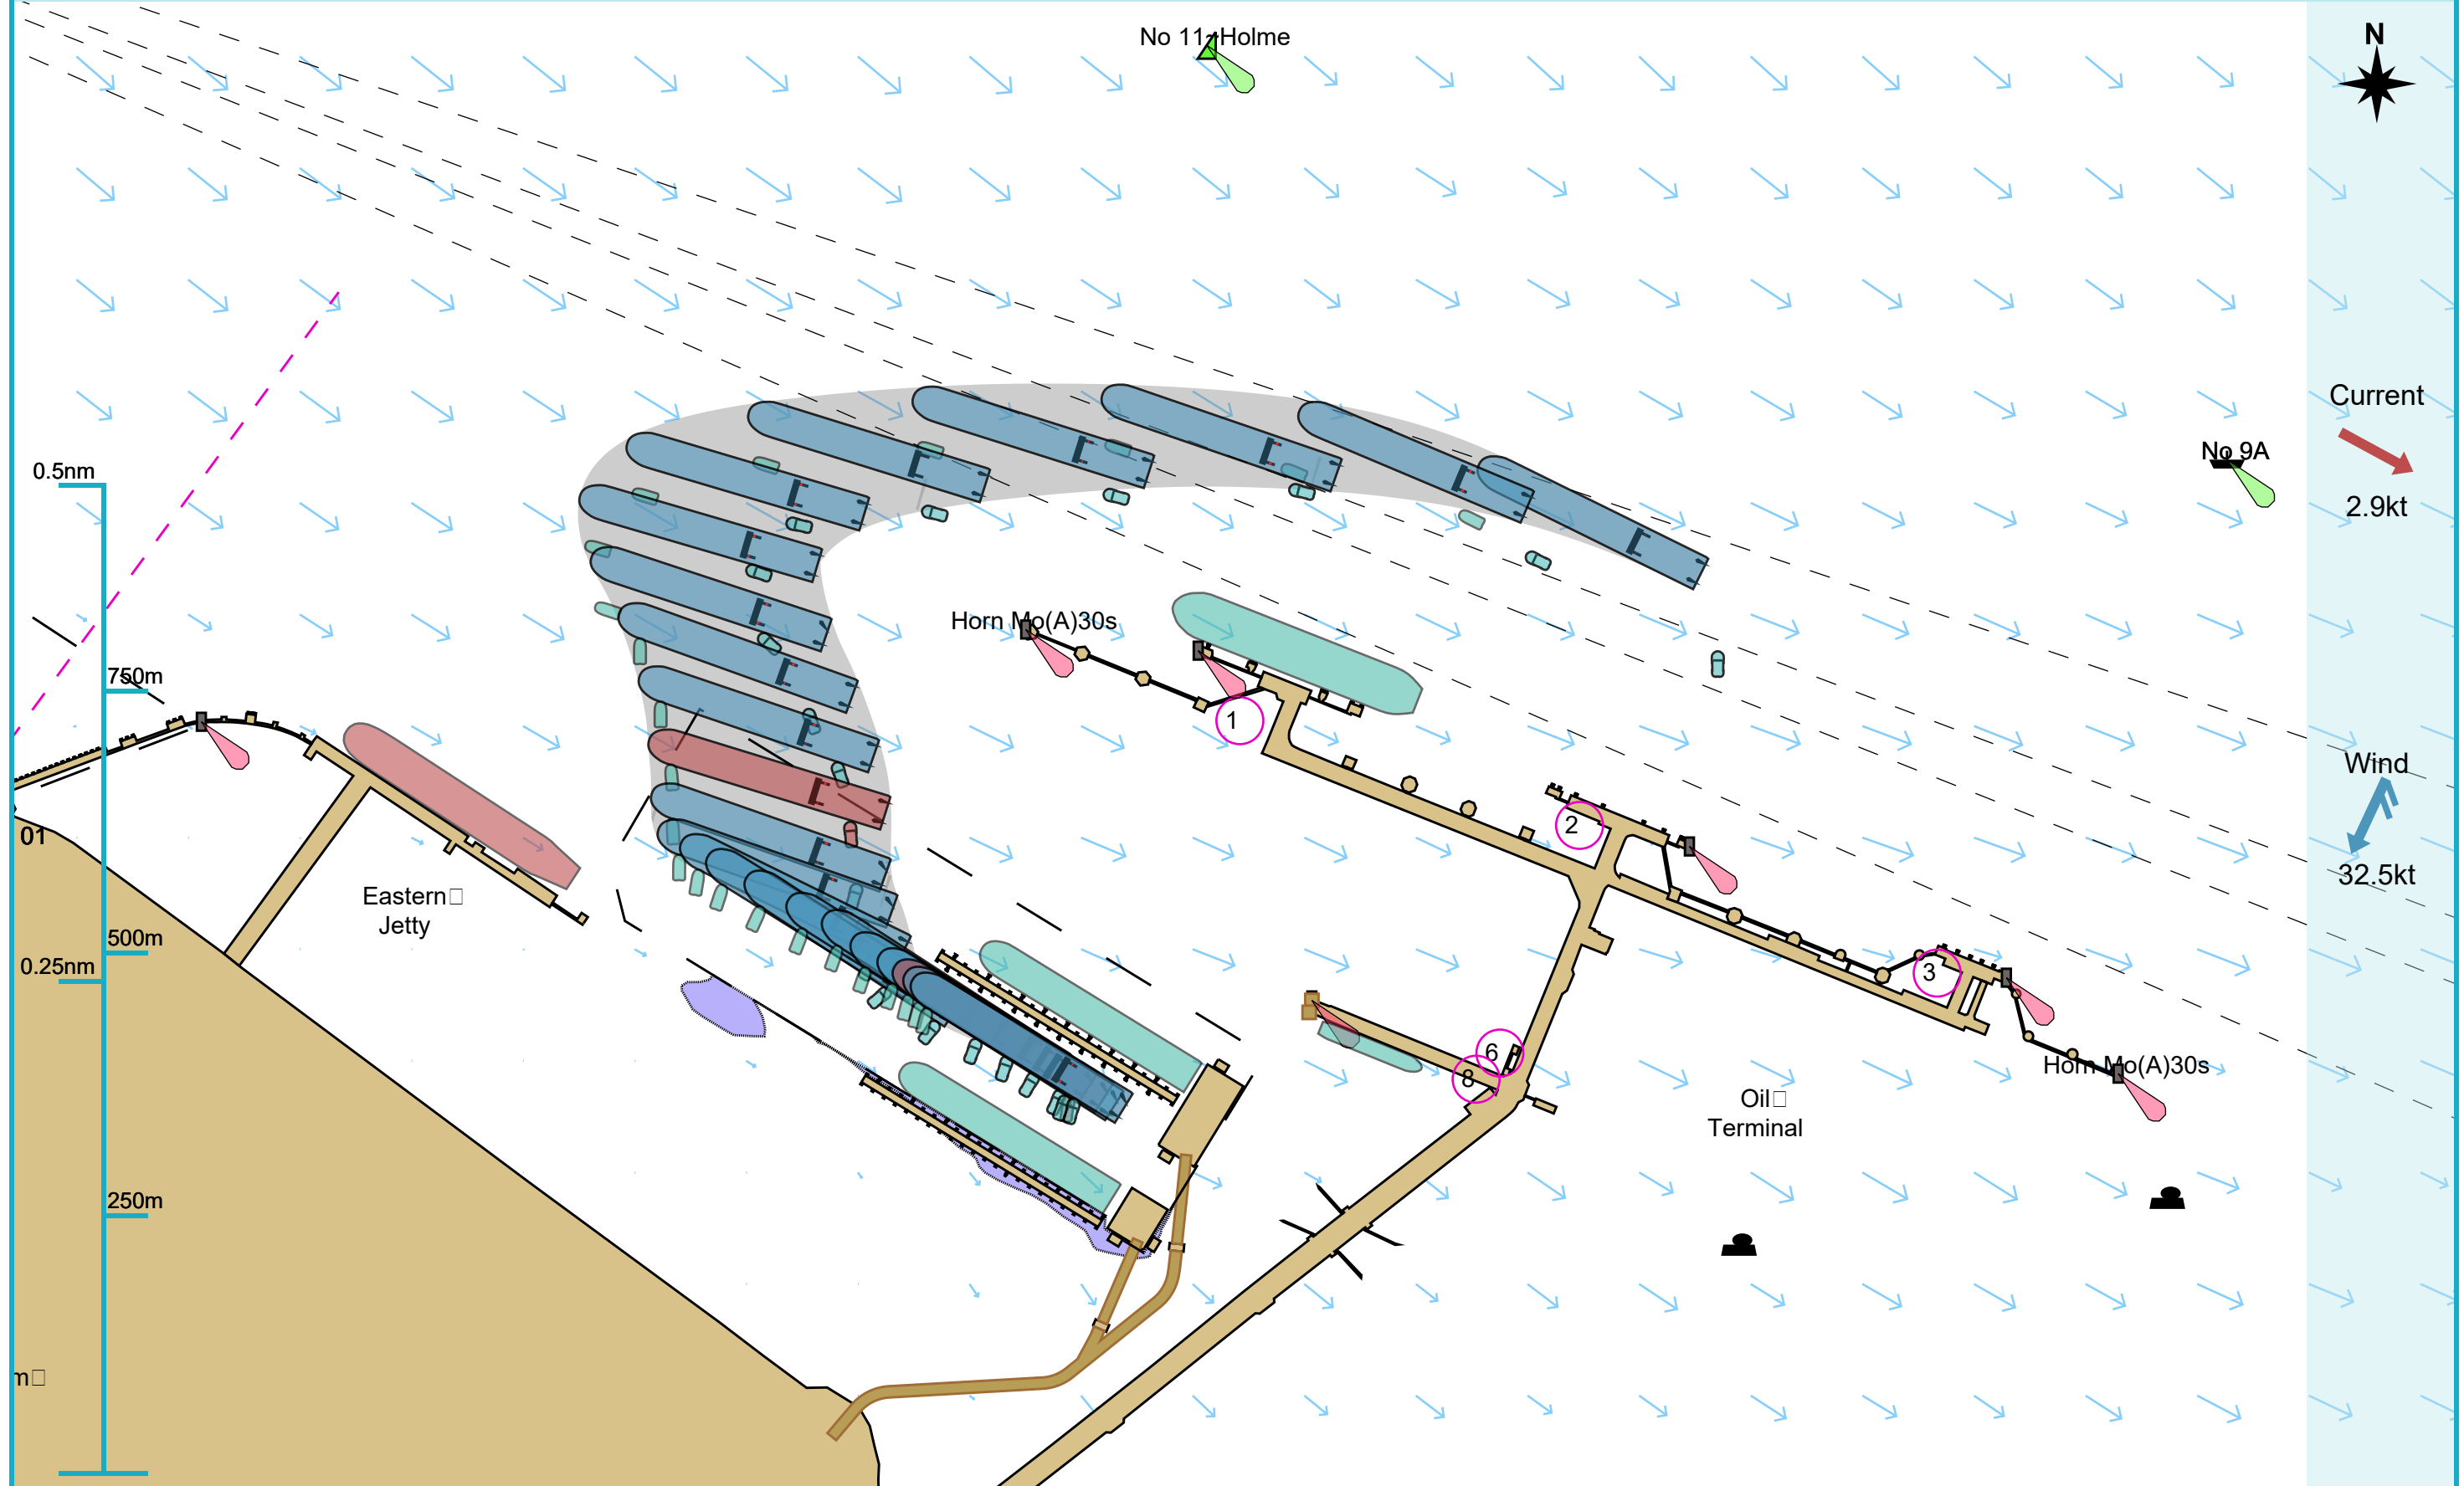 No 11-Holme
N
Current
2.9kt
No 9A
0.5nm
Horn Mo(A)30s
750m
1
Wind
32.5kt
01
2
Eastern
Jetty
500m
0.25nm
3
6
8
Horn Mo(A)30s
Oil
Terminal
250m
m